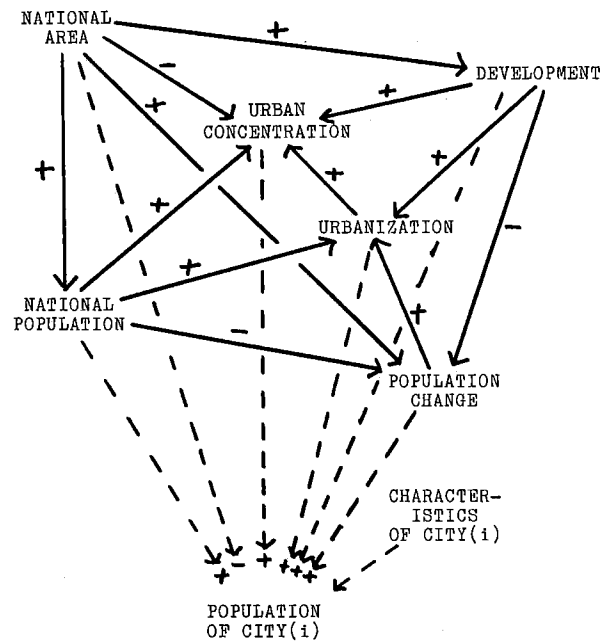 NATIONAL
AREA
+
DEVELOPMENT
−
+
+
URBAN
CONCENTRATION
+
+
+
+
URBANIZATION
−
+
NATIONAL
POPULATION
−
+
POPULATION
CHANGE
CHARACTER-
ISTICS
OF CITY(i)
+ − + + + +
POPULATION
OF CITY(i)